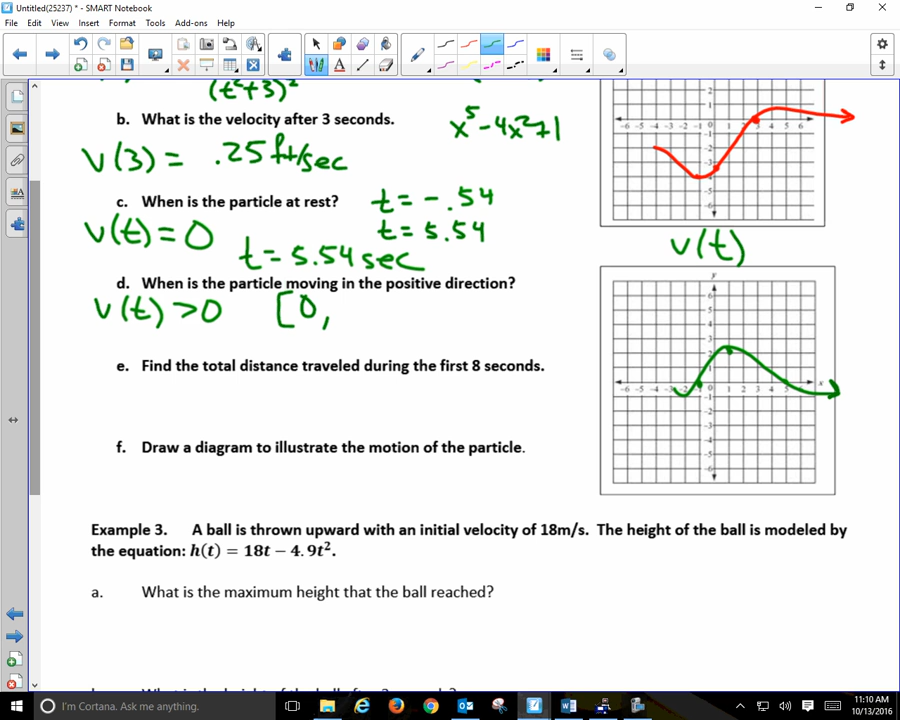 Untitled(25237) * - SMART Notebook
File Edit View Insert Format Tools Add-ons Help
(t²+3)²
b. What is the velocity after 3 seconds.
x⁵-4x²+1
v(3) = .25 ft/sec
c. When is the particle at rest?
t = -.54
v(t) = 0
t = 5.54
t = 5.54 sec
v(t)
d. When is the particle moving in the positive direction?
v(t) > 0 [0,
e. Find the total distance traveled during the first 8 seconds.
f. Draw a diagram to illustrate the motion of the particle.
Example 3. A ball is thrown upward with an initial velocity of 18m/s. The height of the ball is modeled by
the equation: h(t) = 18t − 4.9t².
a. What is the maximum height that the ball reached?
I'm Cortana. Ask me anything.
11:10 AM
10/13/2016